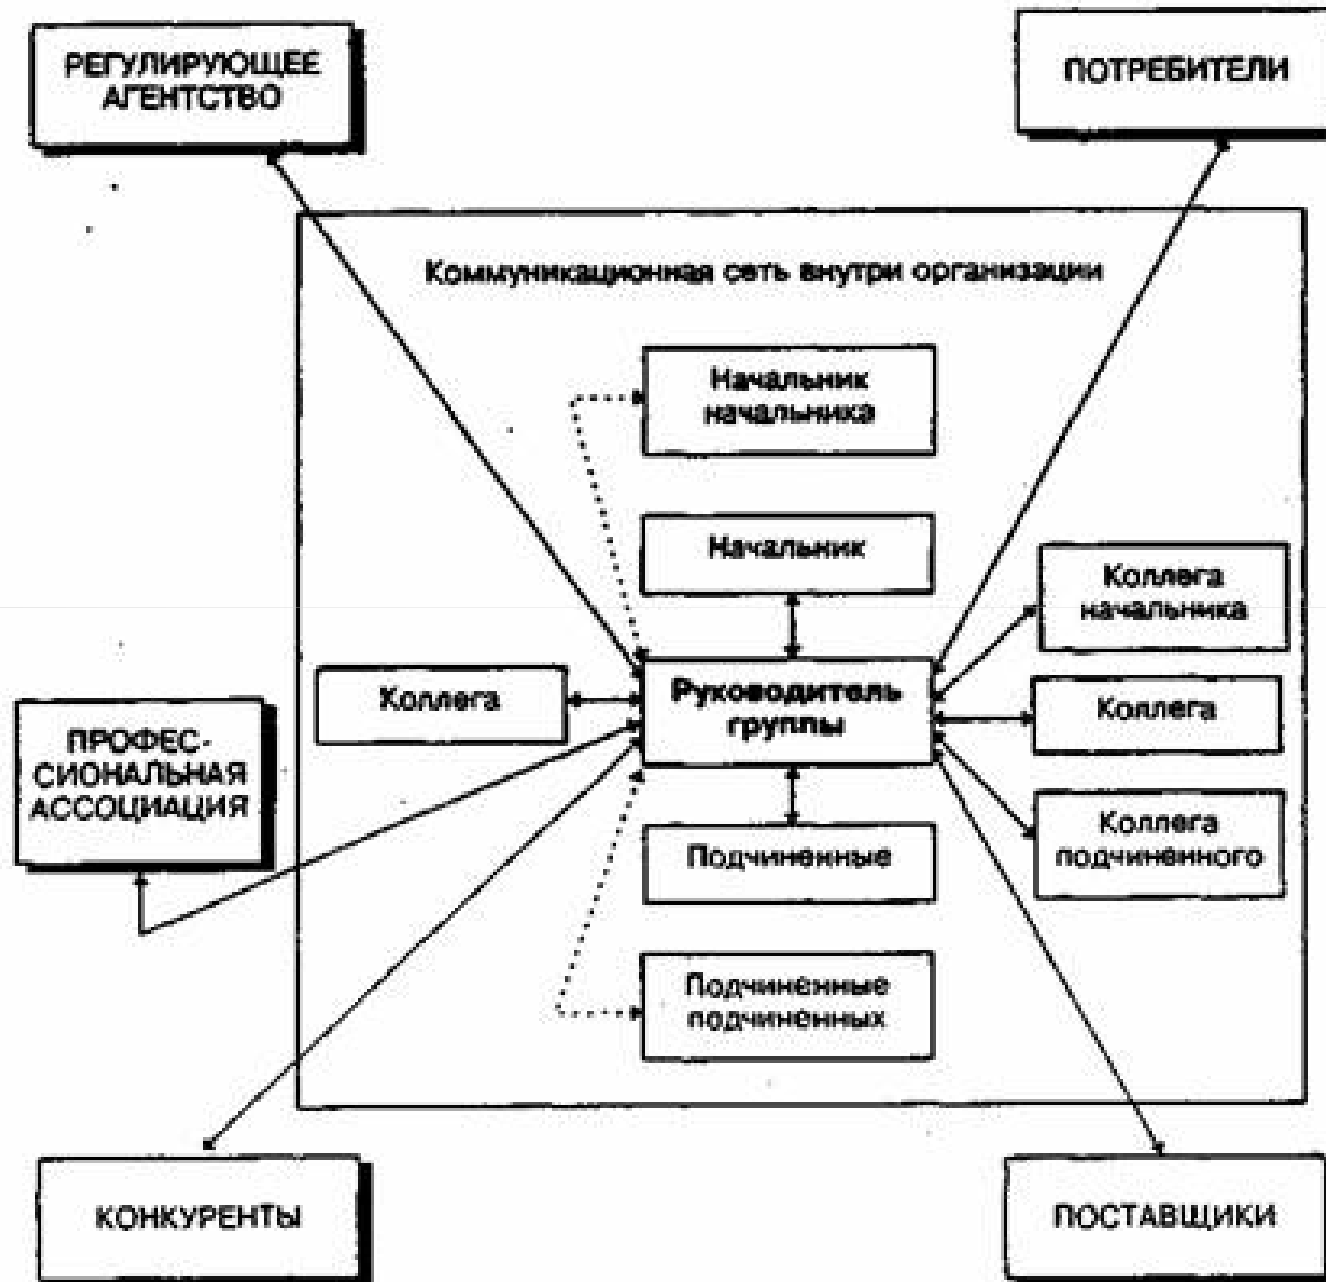 РЕГУЛИРУЮЩЕЕ
АГЕНТСТВО
ПОТРЕБИТЕЛИ
Коммуникационная сеть внутри организации
Начальник
начальника
Начальник
Коллега
начальника
Коллега
Руководитель
группы
Коллега
ПРОФЕС-
СИОНАЛЬНАЯ
АССОЦИАЦИЯ
Подчиненные
Коллега
подчиненного
Подчиненные
подчиненных
КОНКУРЕНТЫ
ПОСТАВЩИКИ